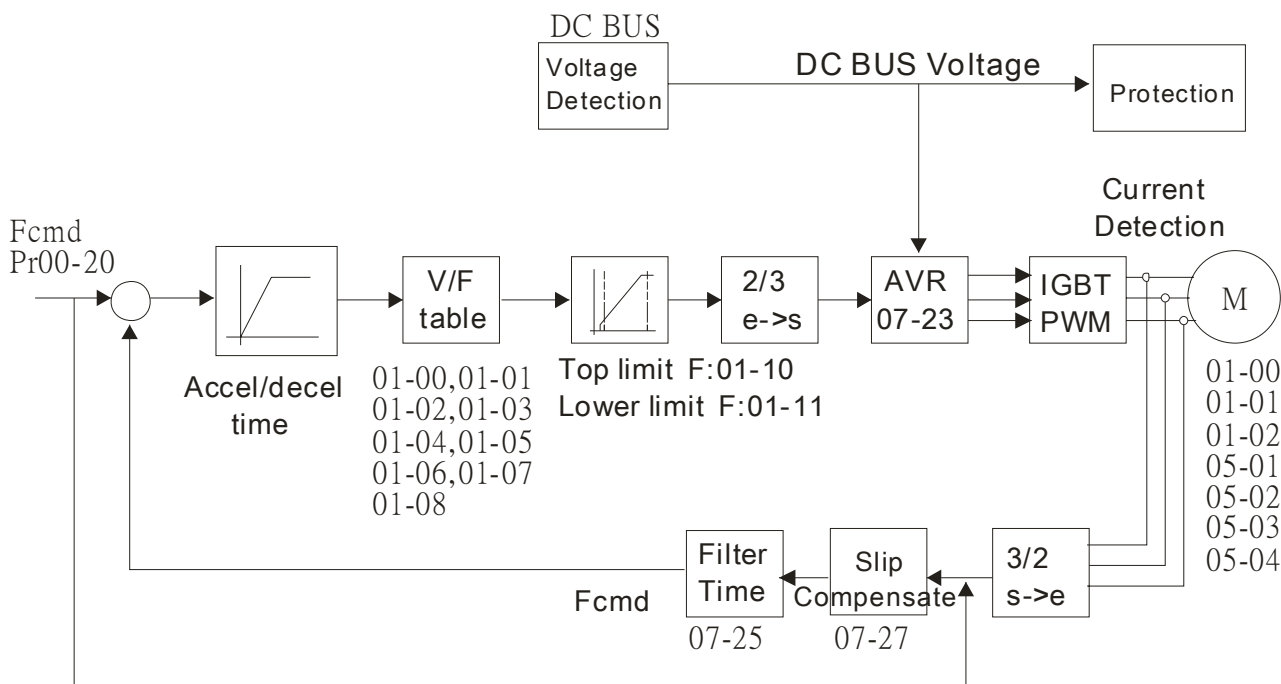 DC BUS
Voltage
Detection
DC BUS Voltage
Protection
Current
Detection
Fcmd
Pr00-20
Accel/decel
time
V/F
table
01-00,01-01
01-02,01-03
01-04,01-05
01-06,01-07
01-08
Top limit F:01-10
Lower limit F:01-11
2/3
e->s
AVR
07-23
IGBT
PWM
M
01-00
01-01
01-02
05-01
05-02
05-03
05-04
Fcmd
Filter
Time
07-25
Slip
Compensate
07-27
3/2
s->e